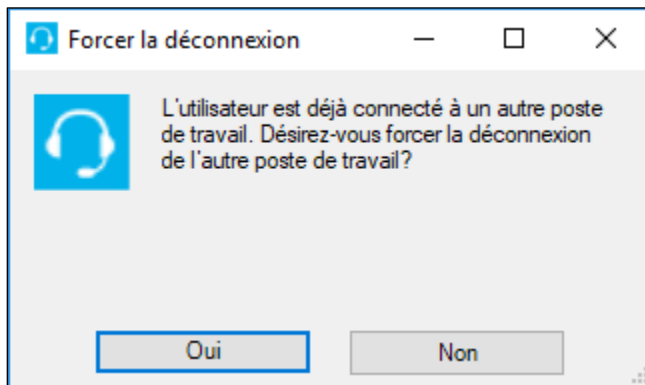 Forcer la déconnexion
L'utilisateur est déjà connecté à un autre poste
de travail. Désirez-vous forcer la déconnexion
de l'autre poste de travail?
Oui
Non